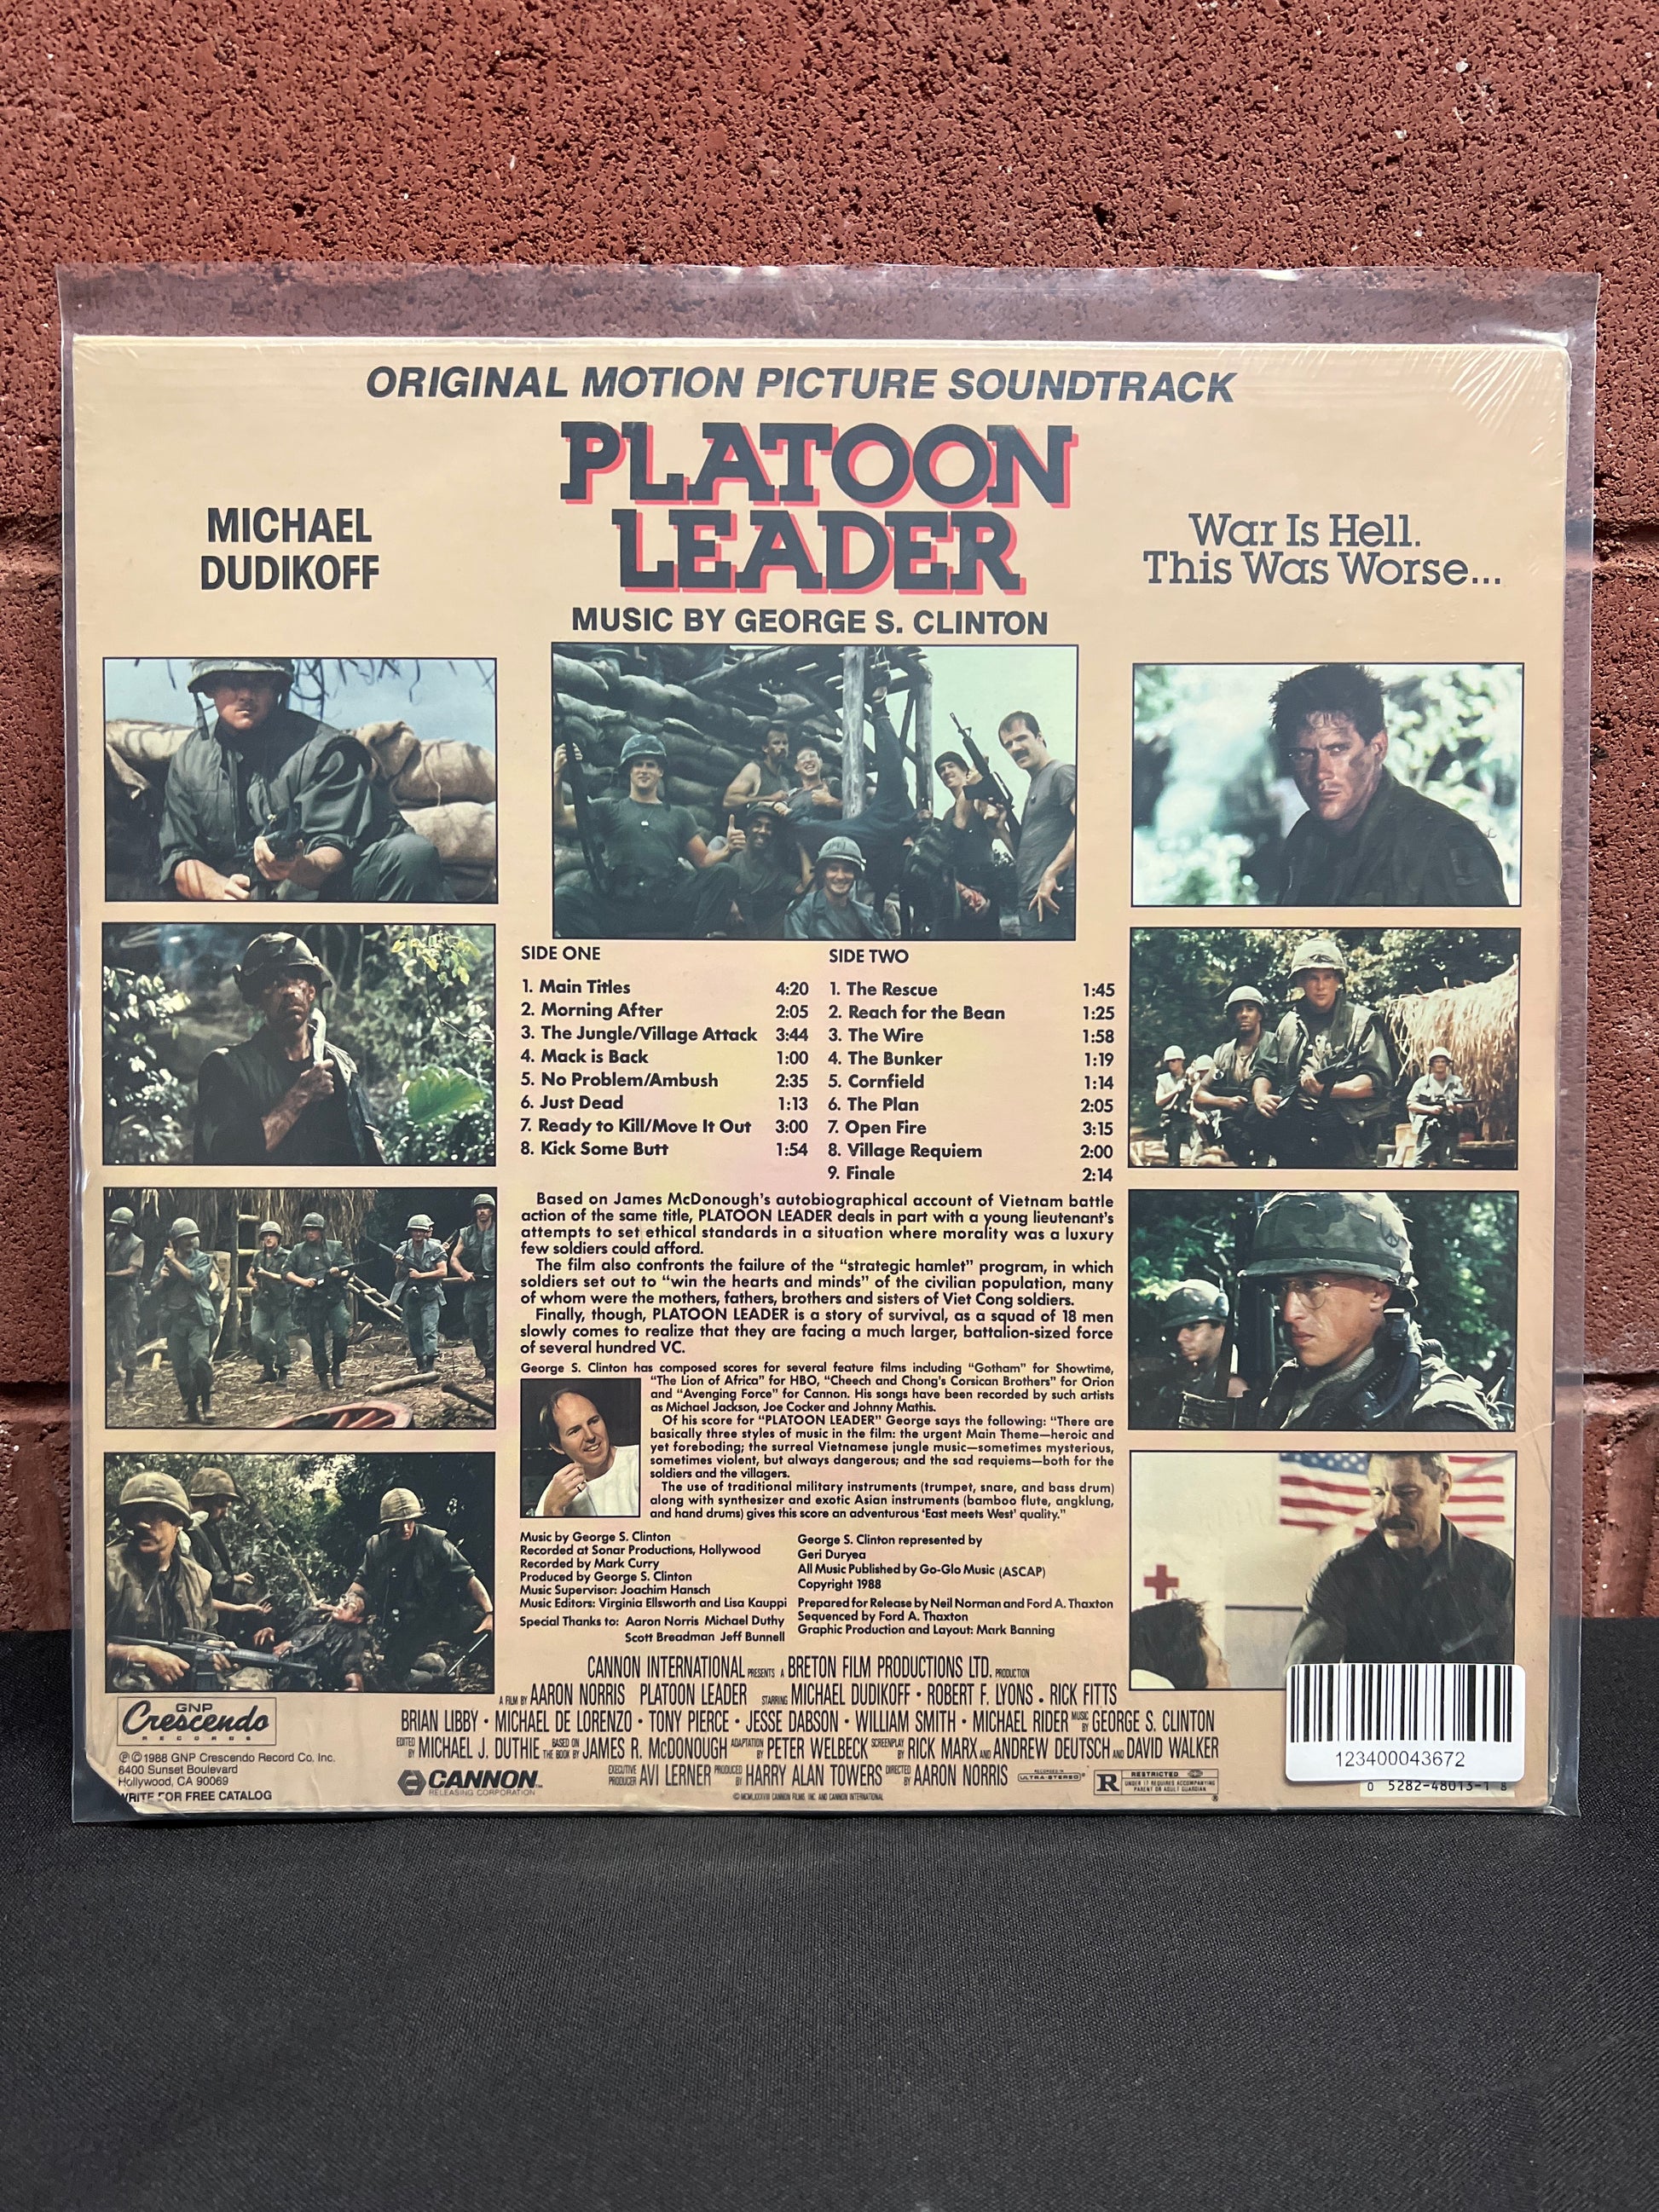 ORIGINAL MOTION PICTURE SOUNDTRACK
PLATOON
LEADER
MICHAEL
DUDIKOFF
War Is Hell.
This Was Worse...
MUSIC BY GEORGE S. CLINTON
SIDE ONE
1. Main Titles 4:20
2. Morning After 2:05
3. The Jungle/Village Attack 3:44
4. Mack is Back 1:00
5. No Problem/Ambush 2:35
6. Just Dead 1:13
7. Ready to Kill/Move It Out 3:00
8. Kick Some Butt 1:54
SIDE TWO
1. The Rescue 1:45
2. Reach for the Bean 1:25
3. The Wire 1:58
4. The Bunker 1:19
5. Cornfield 1:14
6. The Plan 2:05
7. Open Fire 3:15
8. Village Requiem 2:00
9. Finale 2:14
Based on James McDonough's autobiographical account of Vietnam battle
action of the same title, PLATOON LEADER deals in part with a young lieutenant's
attempts to set ethical standards in a situation where morality was a luxury
few soldiers could afford.
The film also confronts the failure of the "strategic hamlet" program, in which
soldiers set out to "win the hearts and minds" of the civilian population, many
of whom were the mothers, fathers, brothers and sisters of Viet Cong soldiers.
Finally, though, PLATOON LEADER is a story of survival, as a squad of 18 men
slowly comes to realize that they are facing a much larger, battalion-sized force
of several hundred VC.
George S. Clinton has composed scores for several feature films including "Gotham" for Showtime,
"The Lion of Africa" for HBO, "Cheech and Chong's Corsican Brothers" for Orion
and "Avenging Force" for Cannon. His songs have been recorded by such artists
as Michael Jackson, Joe Cocker and Johnny Mathis.
Of his score for "PLATOON LEADER" George says the following: "There are
basically three styles of music in the film: the urgent Main Theme—heroic and
yet foreboding; the surreal Vietnamese jungle music—sometimes mysterious,
sometimes violent, but always dangerous; and the sad requiems—both for the
soldiers and the villagers.
The use of traditional military instruments (trumpet, snare, and bass drum)
along with synthesizer and exotic Asian instruments (bamboo flute, angklung,
and hand drums) gives this score an adventurous 'East meets West' quality."
Music by George S. Clinton
Recorded at Sonar Productions, Hollywood
Recorded by Mark Curry
Produced by George S. Clinton
Music Supervisor: Joachim Hansch
Music Editors: Virginia Ellsworth and Lisa Kauppi
Special Thanks to: Aaron Norris Michael Duthy
Scott Breadman Jeff Bunnell
George S. Clinton represented by
Geri Duryea
All Music Published by Go-Glo Music (ASCAP)
Copyright 1988
Prepared for Release by Neil Norman and Ford A. Thaxton
Sequenced by Ford A. Thaxton
Graphic Production and Layout: Mark Banning
CANNON INTERNATIONAL PRESENTS A BRETON FILM PRODUCTIONS LTD. PRODUCTION
A FILM BY AARON NORRIS PLATOON LEADER STARRING MICHAEL DUDIKOFF • ROBERT F. LYONS • RICK FITTS
BRIAN LIBBY • MICHAEL DE LORENZO • TONY PIERCE • JESSE DABSON • WILLIAM SMITH • MICHAEL RIDER MUSIC BY GEORGE S. CLINTON
EDITED BY MICHAEL J. DUTHIE BASED ON THE BOOK BY JAMES R. McDONOUGH ADAPTATION BY PETER WELBECK SCREENPLAY BY RICK MARX AND ANDREW DEUTSCH AND DAVID WALKER
EXECUTIVE PRODUCER AVI LERNER PRODUCED BY HARRY ALAN TOWERS DIRECTED BY AARON NORRIS
RECORDED IN ULTRA-STEREO
R RESTRICTED
UNDER 17 REQUIRES ACCOMPANYING
PARENT OR ADULT GUARDIAN
CANNON
RELEASING CORPORATION
© MCMLXXXVIII CANNON FILMS, INC. AND CANNON INTERNATIONAL
GNP
Crescendo
RECORDS
℗©1988 GNP Crescendo Record Co. Inc.
8400 Sunset Boulevard
Hollywood, CA 90069
WRITE FOR FREE CATALOG
123400043672
0 5282-48013-1 8